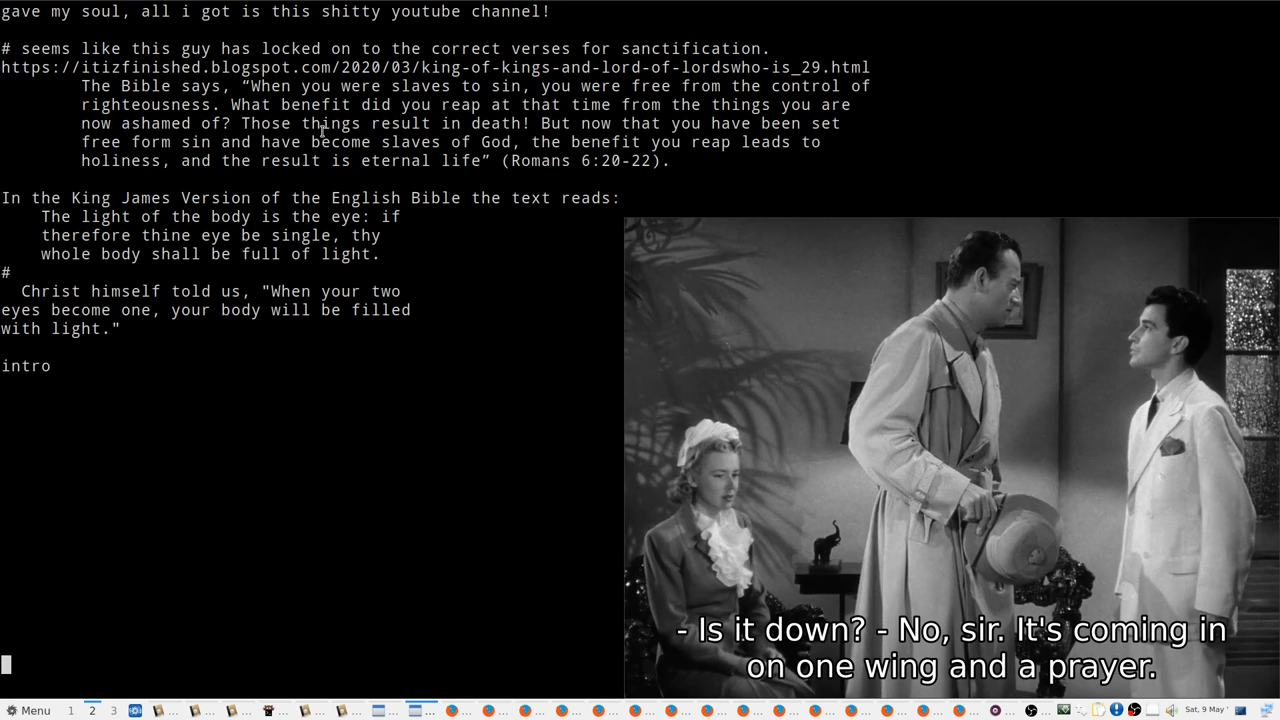 gave my soul, all i got is this shitty youtube channel!
# seems like this guy has locked on to the correct verses for sanctification.
https://itizfinished.blogspot.com/2020/03/king-of-kings-and-lord-of-lordswho-is_29.html
The Bible says, “When you were slaves to sin, you were free from the control of
righteousness. What benefit did you reap at that time from the things you are
now ashamed of? Those things result in death! But now that you have been set
free form sin and have become slaves of God, the benefit you reap leads to
holiness, and the result is eternal life” (Romans 6:20-22).
In the King James Version of the English Bible the text reads:
The light of the body is the eye: if
therefore thine eye be single, thy
whole body shall be full of light.
#
Christ himself told us, "When your two
eyes become one, your body will be filled
with light."
intro
- Is it down? - No, sir. It's coming in
on one wing and a prayer.
Menu 1 2 3 ... ... ... ... ... ... ... ... ... ... ... ... ... ... ... ... ... ... ... ... ... ... ... ... Sat, 9 May '